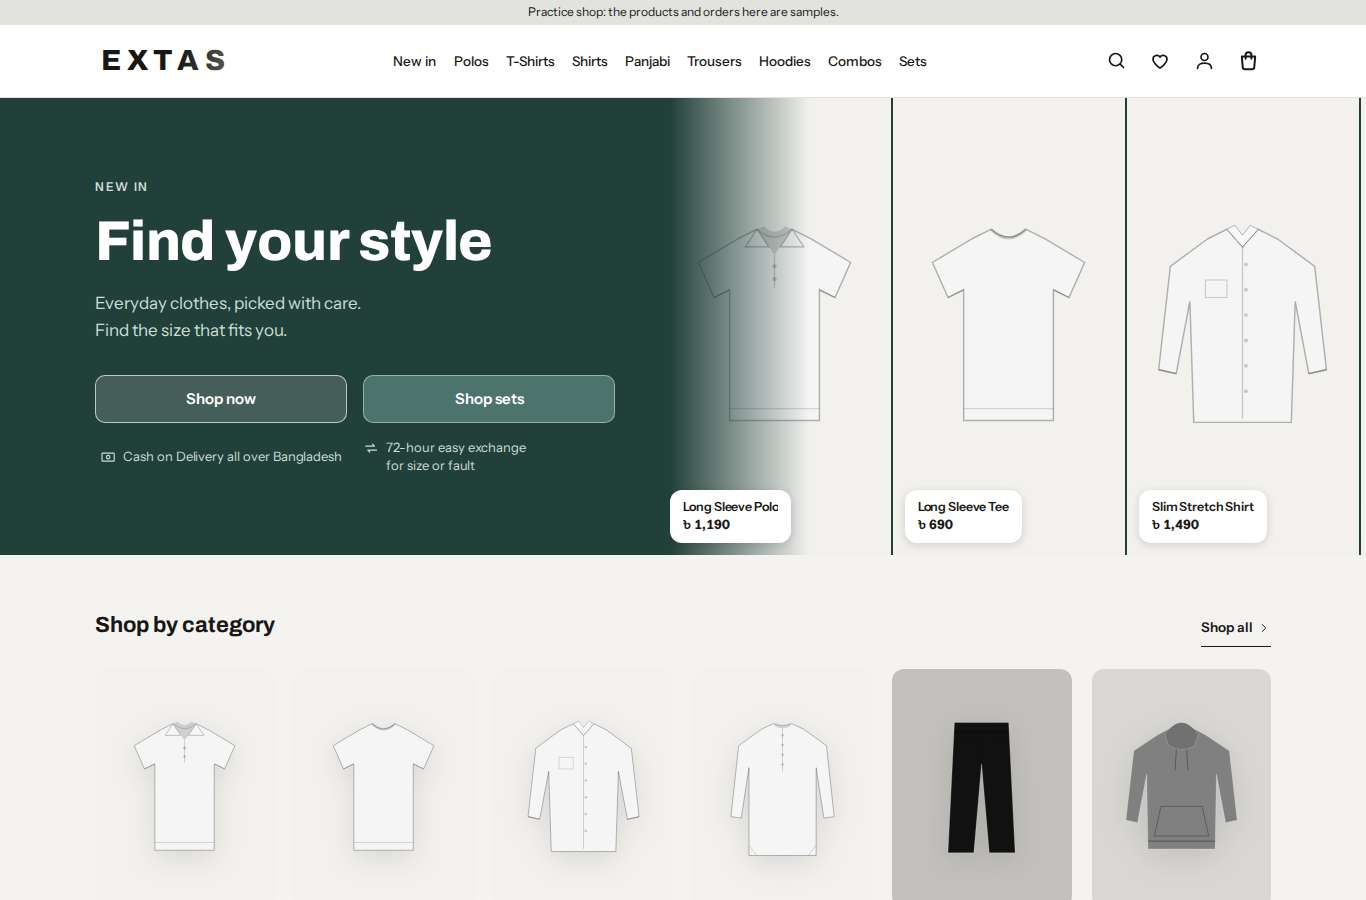 Practice shop: the products and orders here are samples.
EXTAS
New in Polos T-Shirts Shirts Panjabi Trousers Hoodies Combos Sets
NEW IN
Find your style
Everyday clothes, picked with care.
Find the size that fits you.
Shop now
Shop sets
Cash on Delivery all over Bangladesh
72-hour easy exchange
for size or fault
Long Sleeve Polo
৳ 1,190
Long Sleeve Tee
৳ 690
Slim Stretch Shirt
৳ 1,490
Shop by category
Shop all